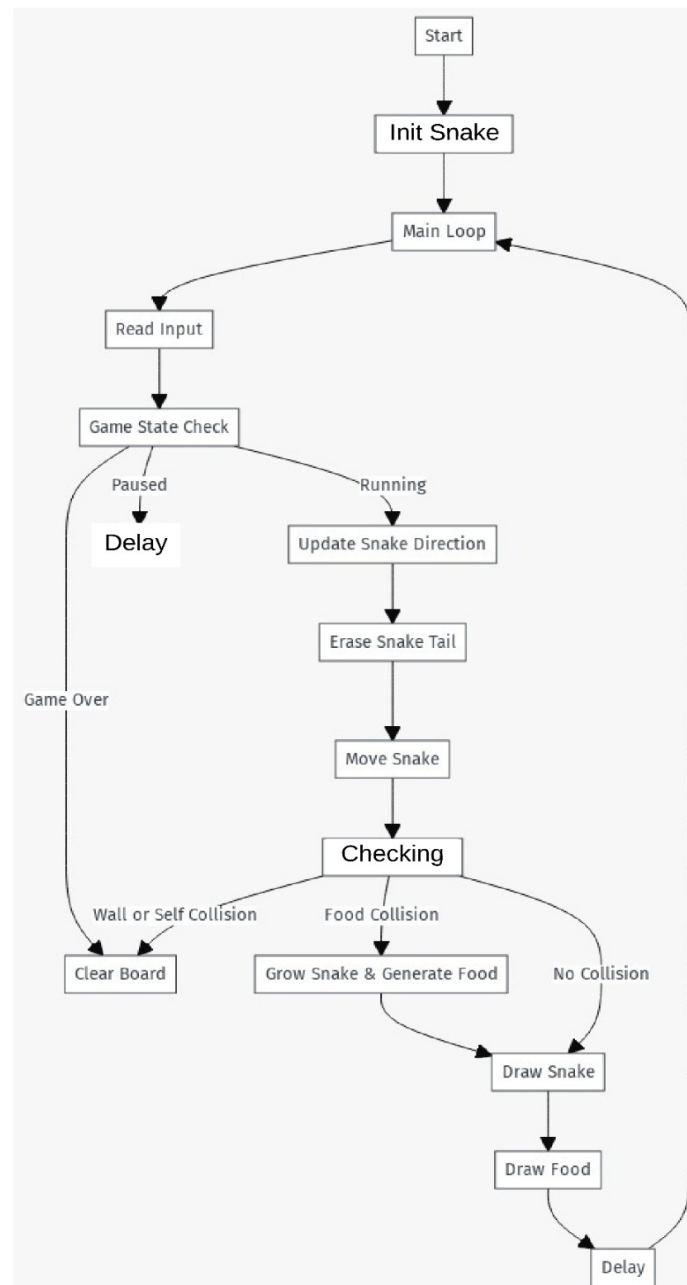 Start
Init Snake
Main Loop
Read Input
Game State Check
Paused
Running
Delay
Update Snake Direction
Erase Snake Tail
Game Over
Move Snake
Checking
Wall or Self Collision
Food Collision
Clear Board
Grow Snake & Generate Food
No Collision
Draw Snake
Draw Food
Delay